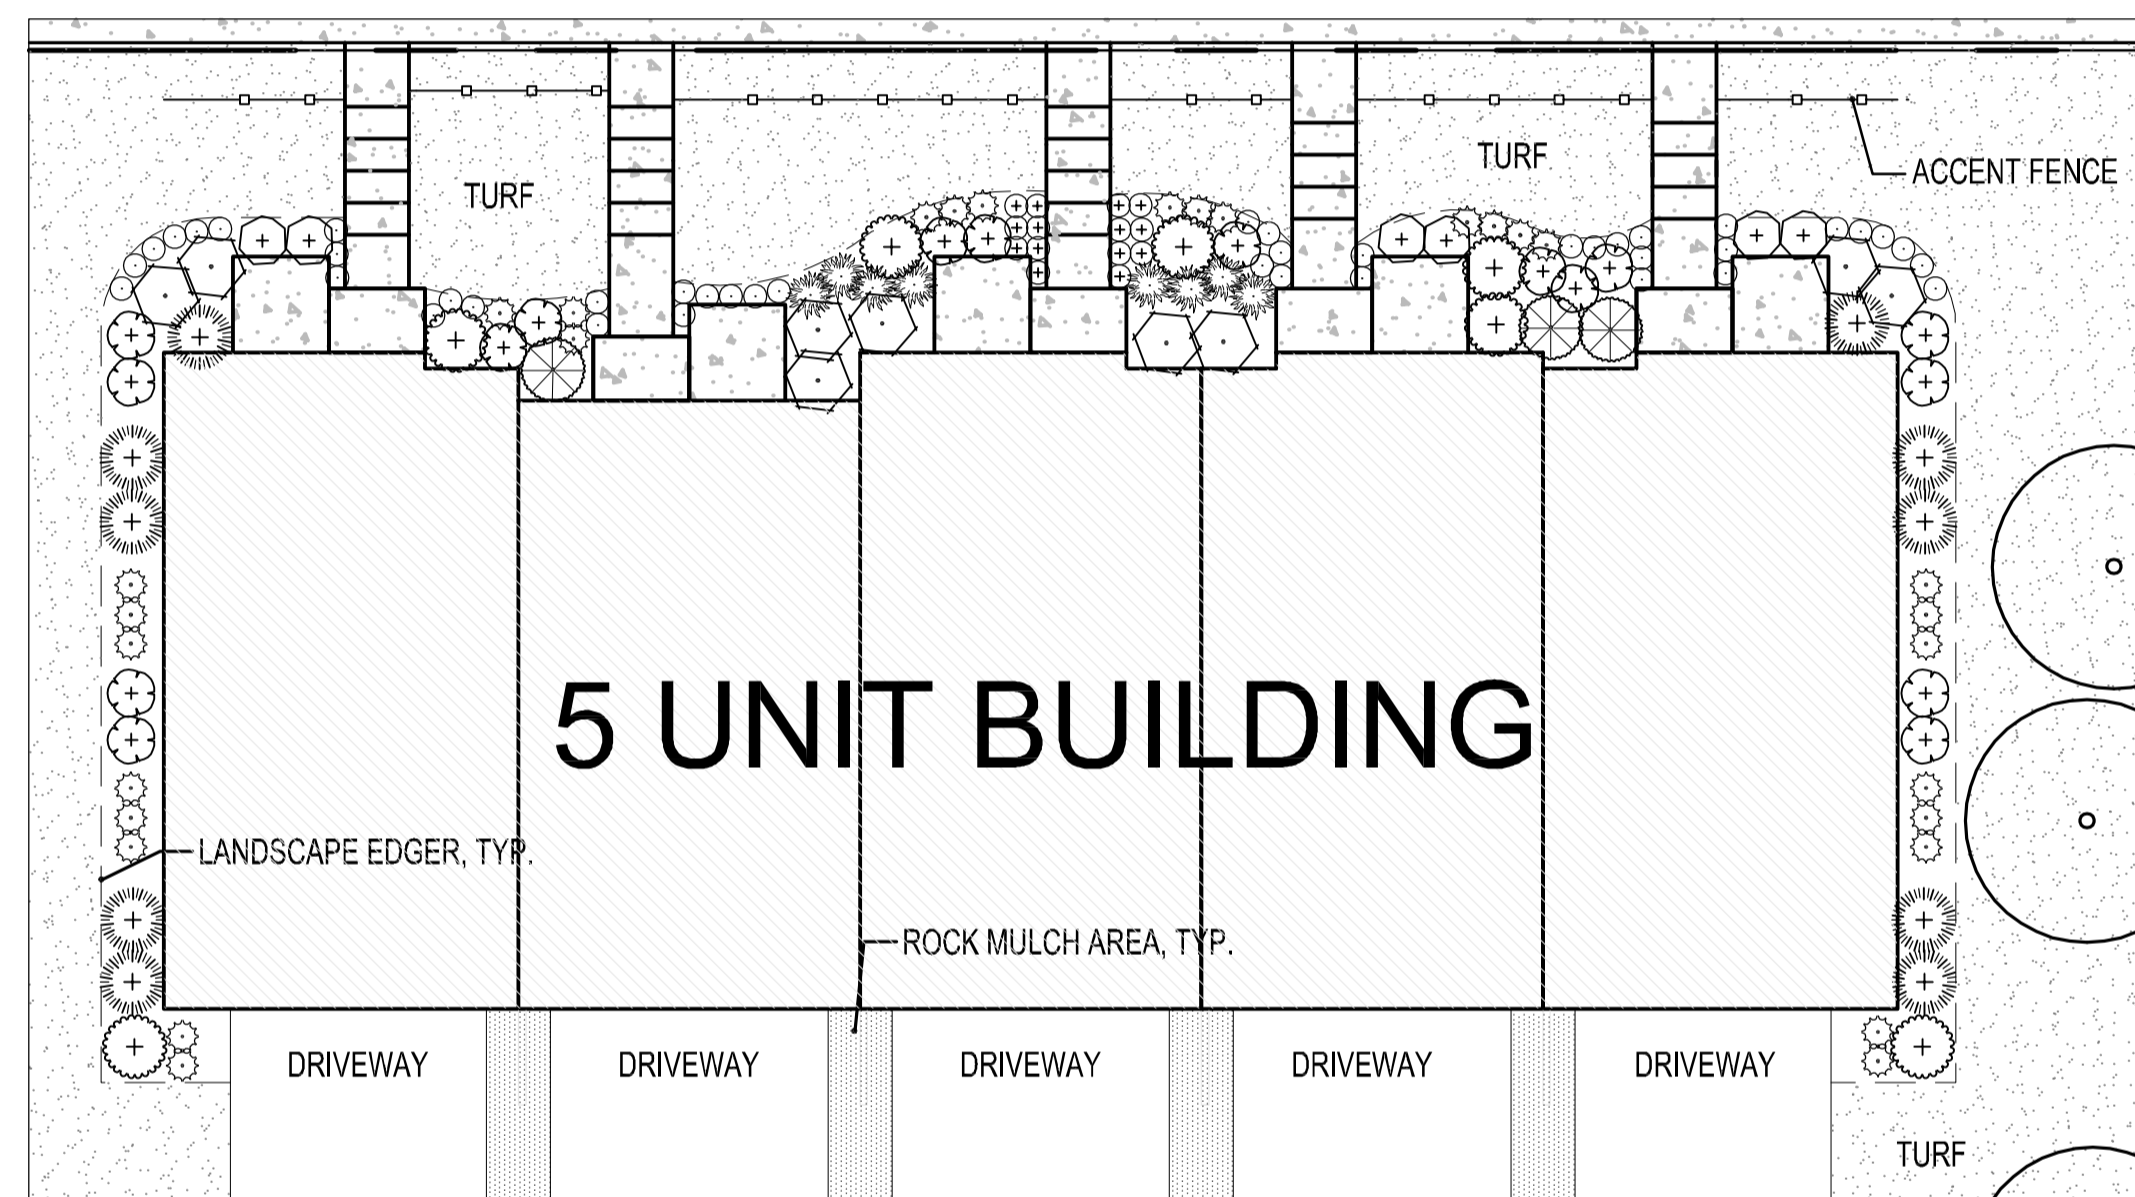 TURF
ACCENT FENCE
TURF
5 UNIT BUILDING
LANDSCAPE EDGER, TYP.
ROCK MULCH AREA, TYP.
DRIVEWAY
DRIVEWAY
DRIVEWAY
DRIVEWAY
DRIVEWAY
TURF